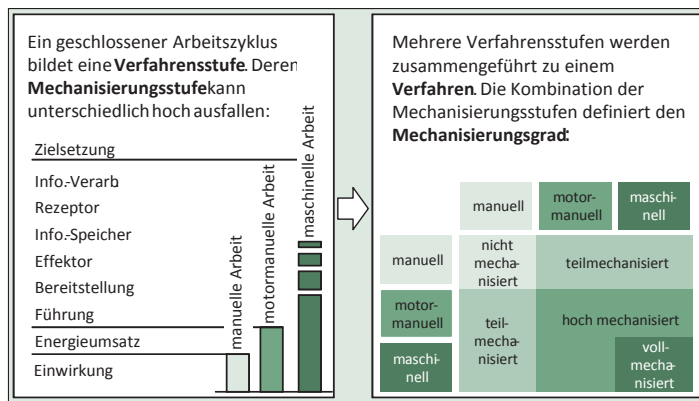 Ein geschlossener Arbeitszyklus
bildet eine Verfahrensstufe. Deren
Mechanisierungsstufe kann
unterschiedlich hoch ausfallen:
Zielsetzung
Info.-Verarb.
Rezeptor
Info.-Speicher
Effektor
Bereitstellung
Führung
Energieumsatz
Einwirkung
manuelle Arbeit
motormanuelle Arbeit
maschinelle Arbeit
Mehrere Verfahrensstufen werden
zusammengeführt zu einem
Verfahren. Die Kombination der
Mechanisierungsstufen definiert den
Mechanisierungsgrad:
manuell
motor-
manuell
maschi-
nell
manuell
nicht
mecha-
nisiert
teilmechanisiert
motor-
manuell
teil-
mecha-
nisiert
hoch mechanisiert
maschi-
nell
voll-
mecha-
nisiert